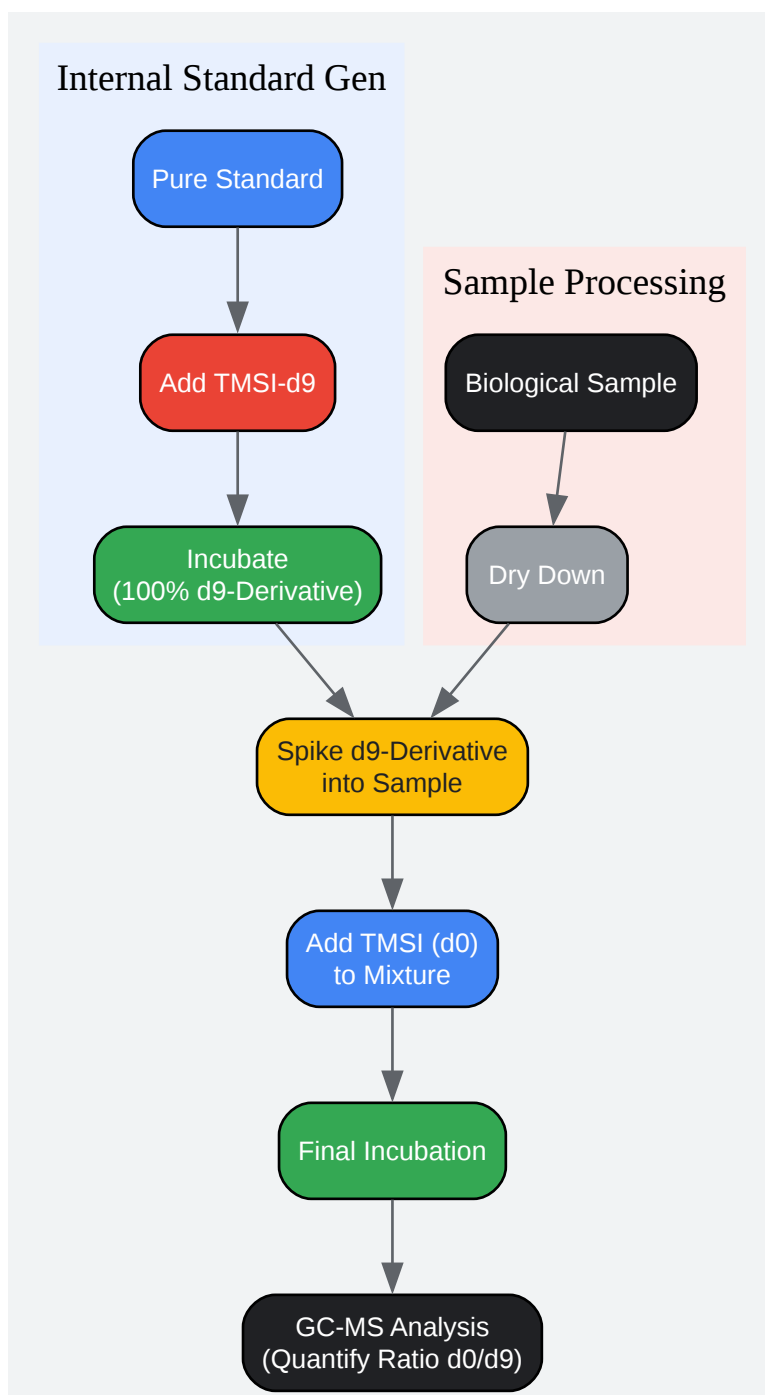 Internal Standard Gen
Pure Standard
Add TMSI-d9
Incubate
(100% d9-Derivative)
Sample Processing
Biological Sample
Dry Down
Spike d9-Derivative
into Sample
Add TMSI (d0)
to Mixture
Final Incubation
GC-MS Analysis
(Quantify Ratio d0/d9)